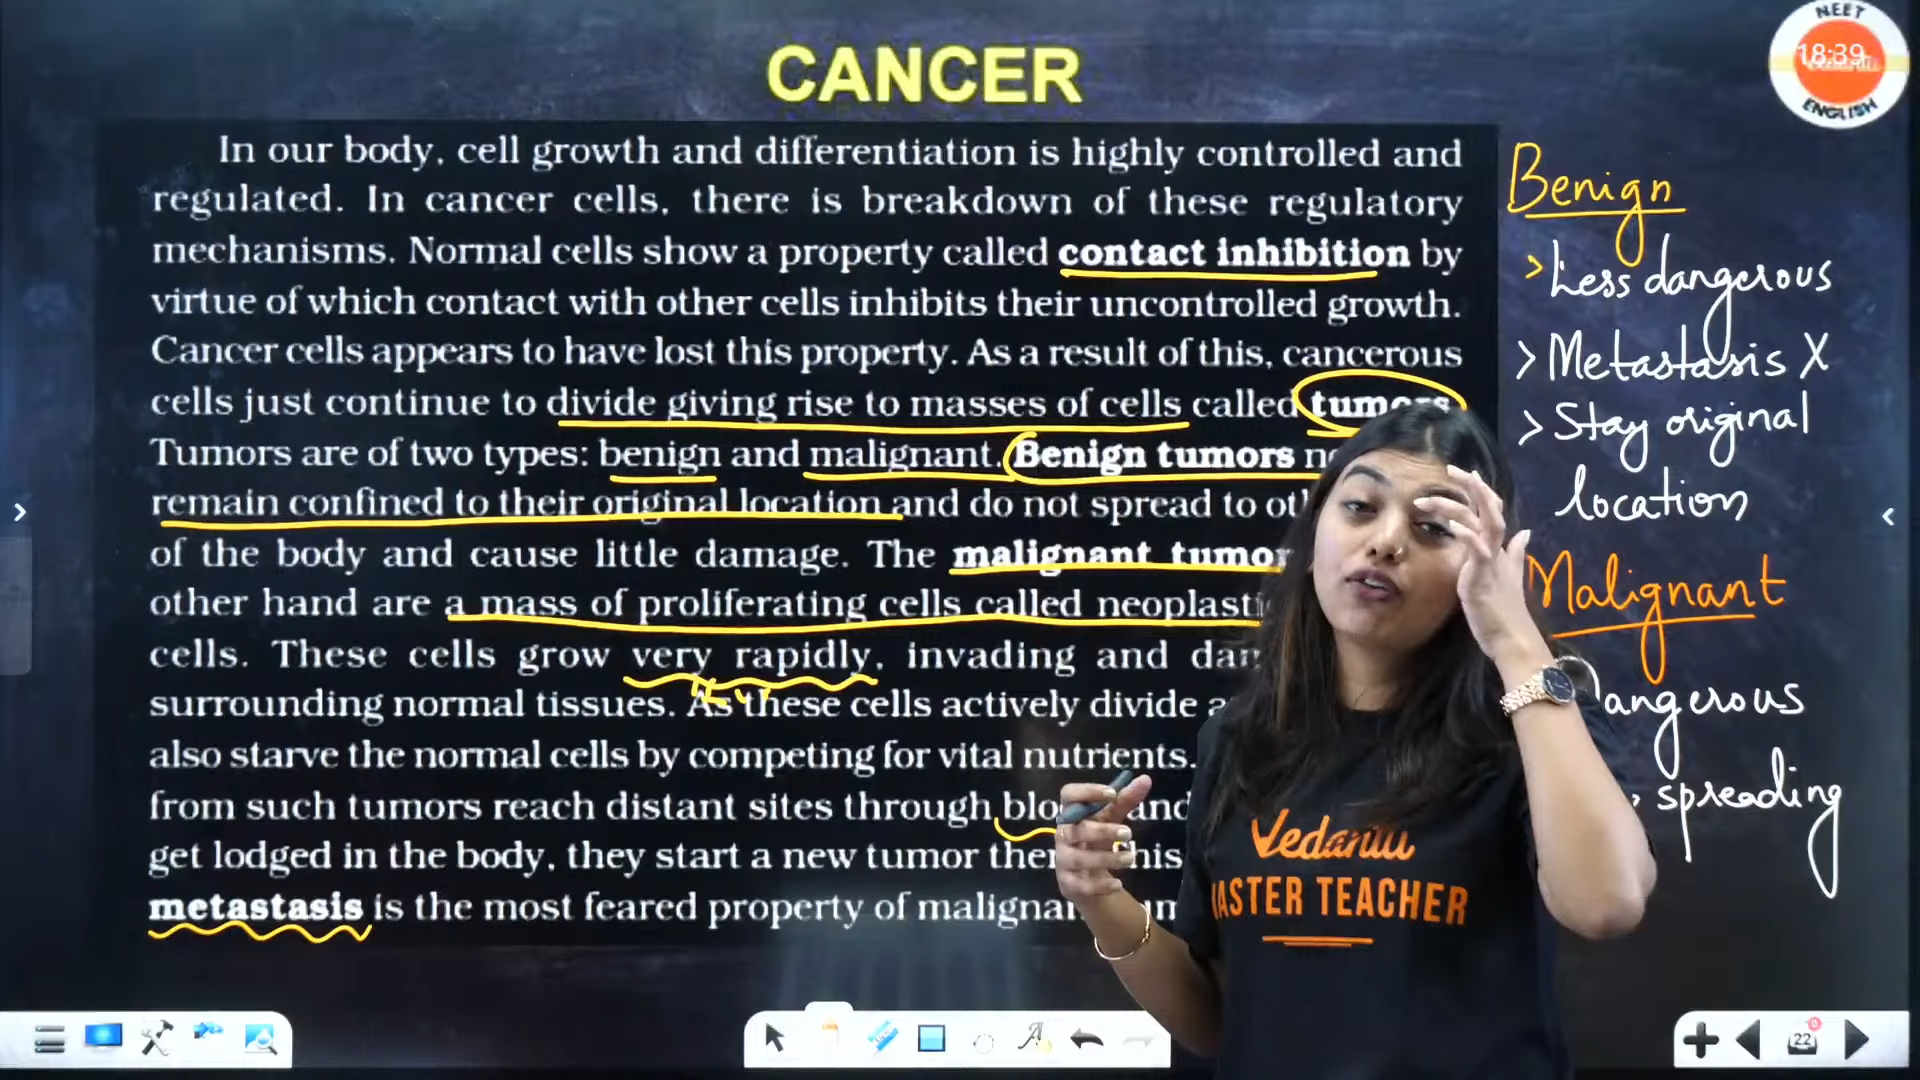 CANCER
NEET
18:39
ENGLISH
In our body, cell growth and differentiation is highly controlled and
regulated. In cancer cells, there is breakdown of these regulatory
mechanisms. Normal cells show a property called contact inhibition by
virtue of which contact with other cells inhibits their uncontrolled growth.
Cancer cells appears to have lost this property. As a result of this, cancerous
cells just continue to divide giving rise to masses of cells called tumors
Tumors are of two types: benign and malignant. Benign tumors
remain confined to their original location and do not spread to
of the body and cause little damage. The malignant
other hand are a mass of proliferating cells called
cells. These cells grow very rapidly, invading and
surrounding normal tissues. As these cells actively divide
also starve the normal cells by competing for vital nutrients.
from such tumors reach distant sites through and
get lodged in the body, they start a new tumor
metastasis is the most feared property of
Benign
> Less dangerous
> Metastasis X
> Stay original
location
Malignant
angerous
spreading
Vedantu
MASTER TEACHER
22